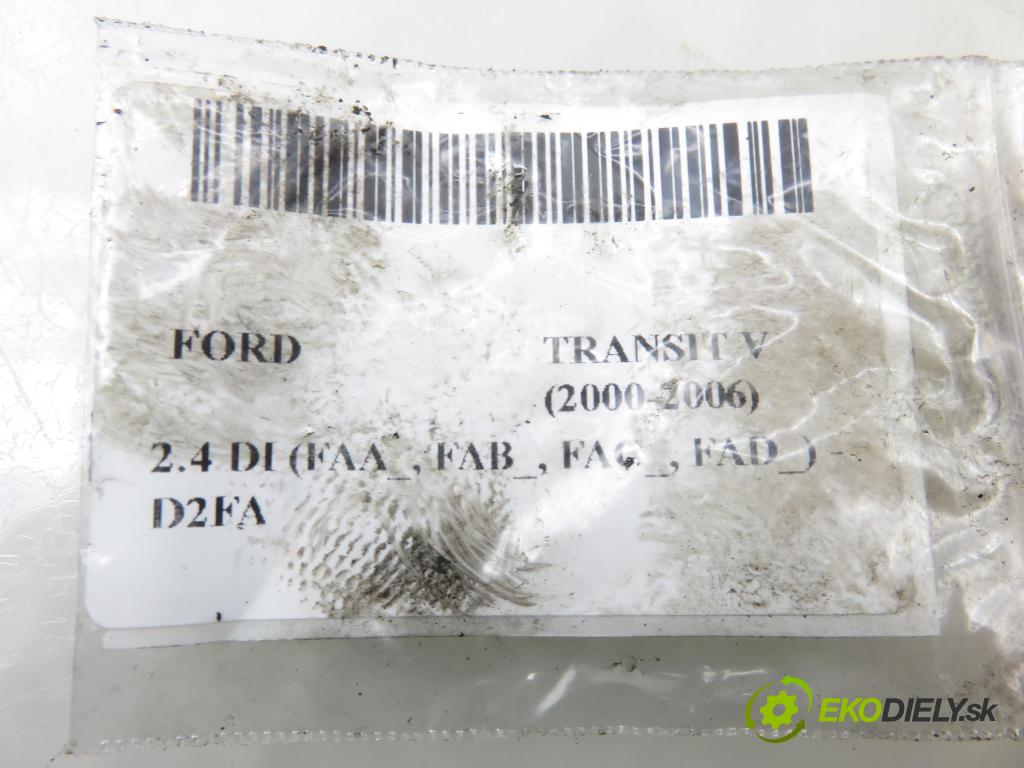 FORD TRANSIT V
(2000-2006)
2.4 DI (FAA_, FAB_, FAC_, FAD_) -
D2FA
EKODIELY.sk